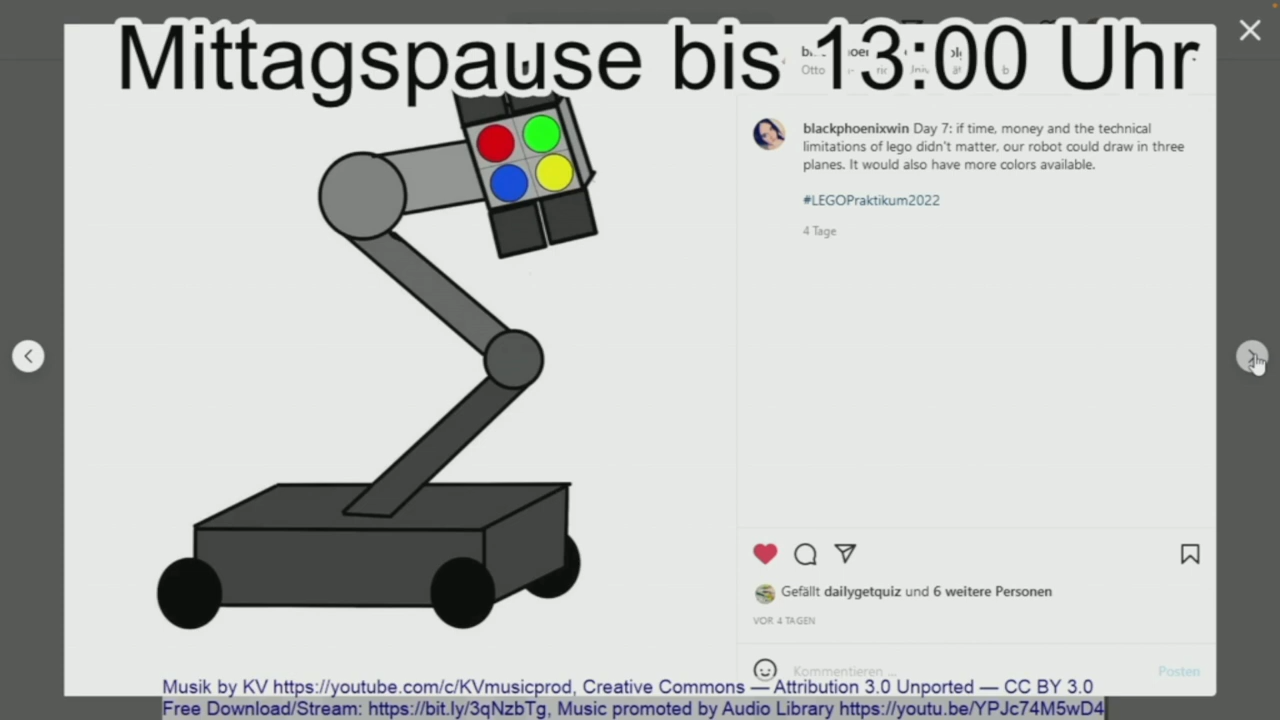 Mittagspause bis 13:00 Uhr
Otto
blackphoenixwin Day 7: if time, money and the technical
limitations of lego didn't matter, our robot could draw in three
planes. It would also have more colors available.
#LEGOPraktikum2022
4 Tage
Gefällt dailygetquiz und 6 weitere Personen
VOR 4 TAGEN
Kommentieren ...
Posten
Musik by KV https://youtube.com/c/KVmusicprod, Creative Commons — Attribution 3.0 Unported — CC BY 3.0
Free Download/Stream: https://bit.ly/3qNzbTg, Music promoted by Audio Library https://youtu.be/YPJc74M5wD4